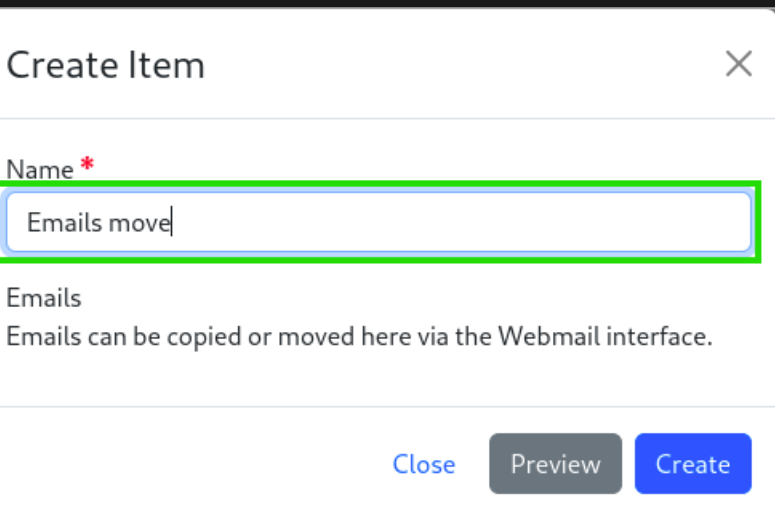 Create Item
Name *
Emails move
Emails
Emails can be copied or moved here via the Webmail interface.
Close Preview Create